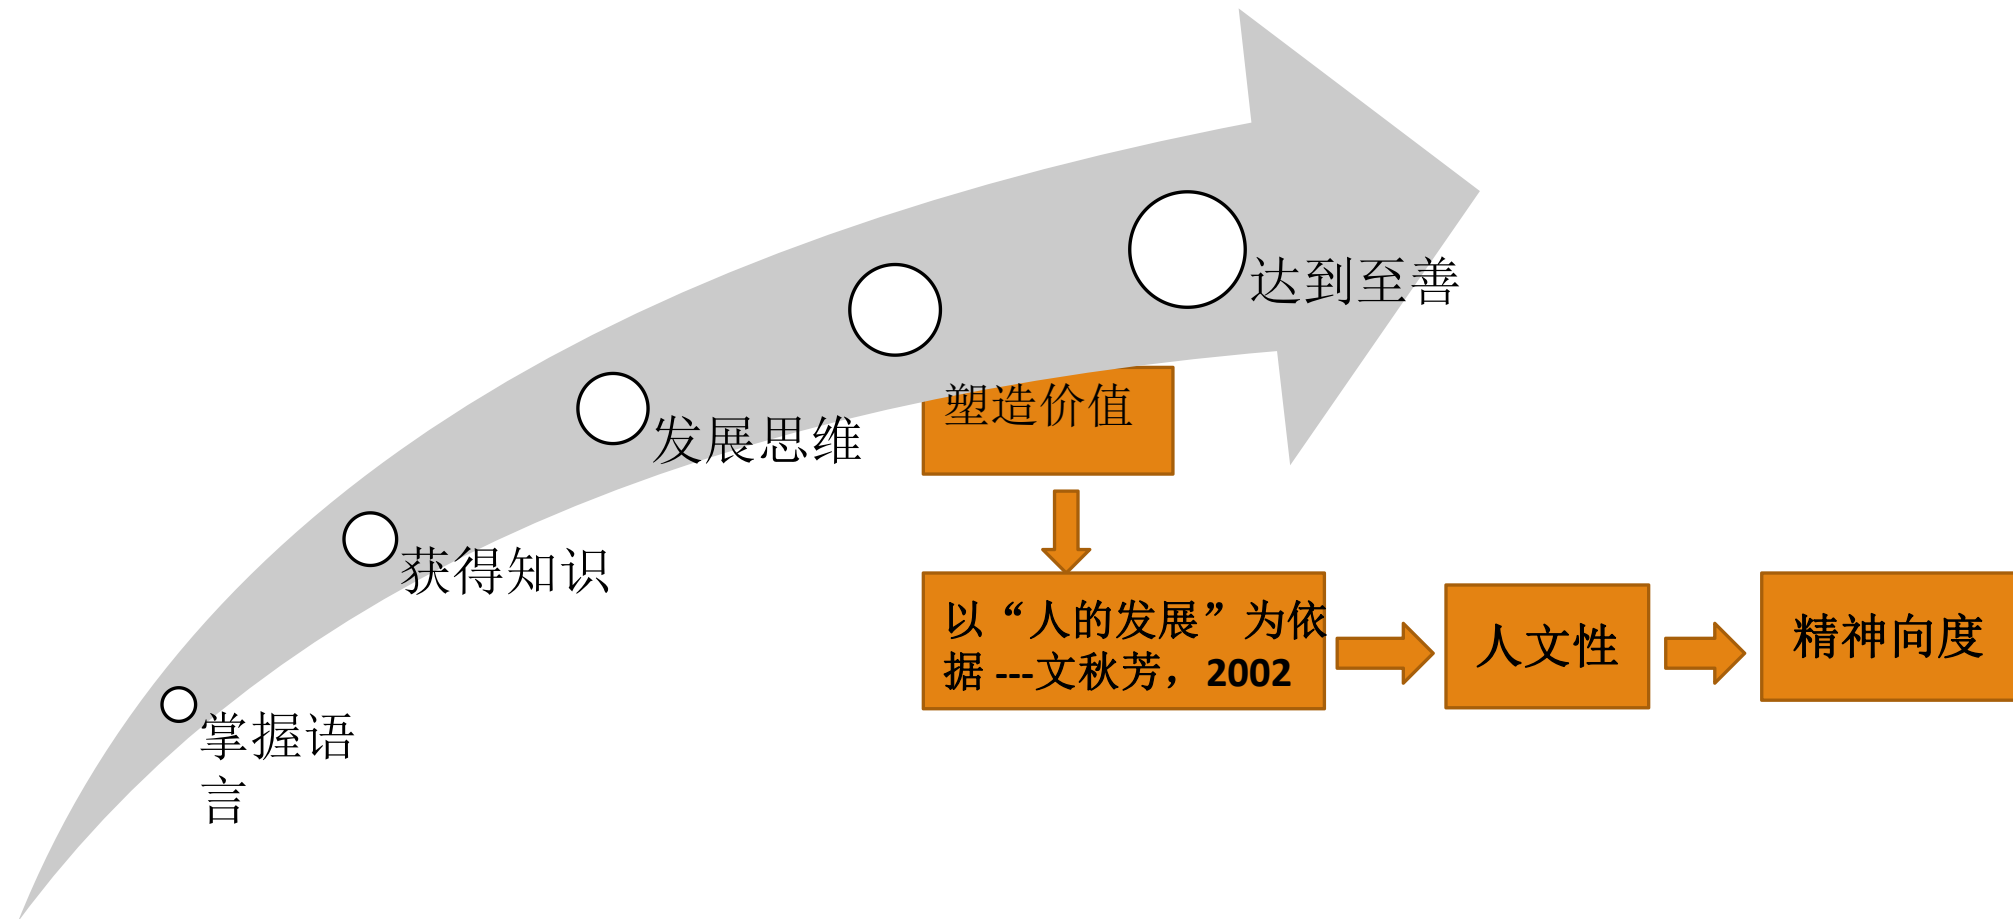 达到至善
塑造价值
发展思维
获得知识
掌握语
言
以“人的发展”为依
据 ---文秋芳，2002
人文性
精神向度